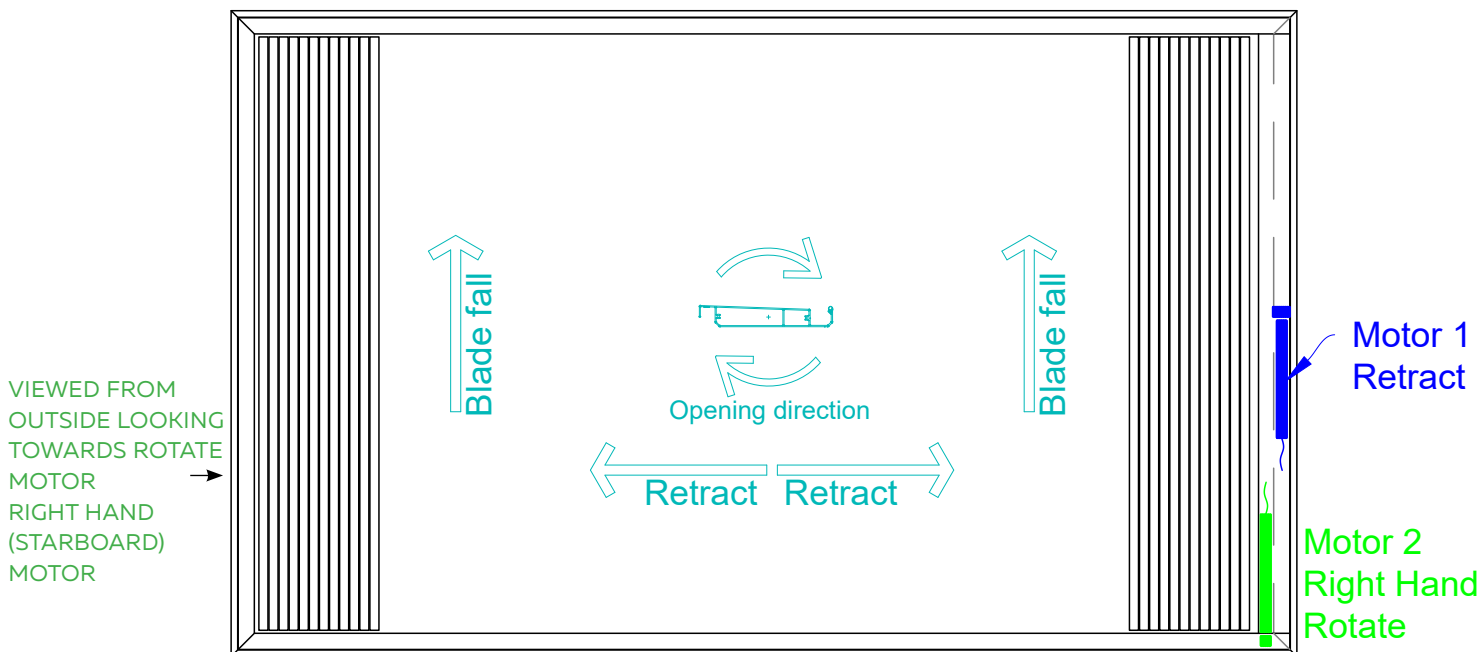 VIEWED FROM
OUTSIDE LOOKING
TOWARDS ROTATE
MOTOR
RIGHT HAND
(STARBOARD)
MOTOR
Blade fall
Opening direction
Retract
Retract
Blade fall
Motor 1
Retract
Motor 2
Right Hand
Rotate